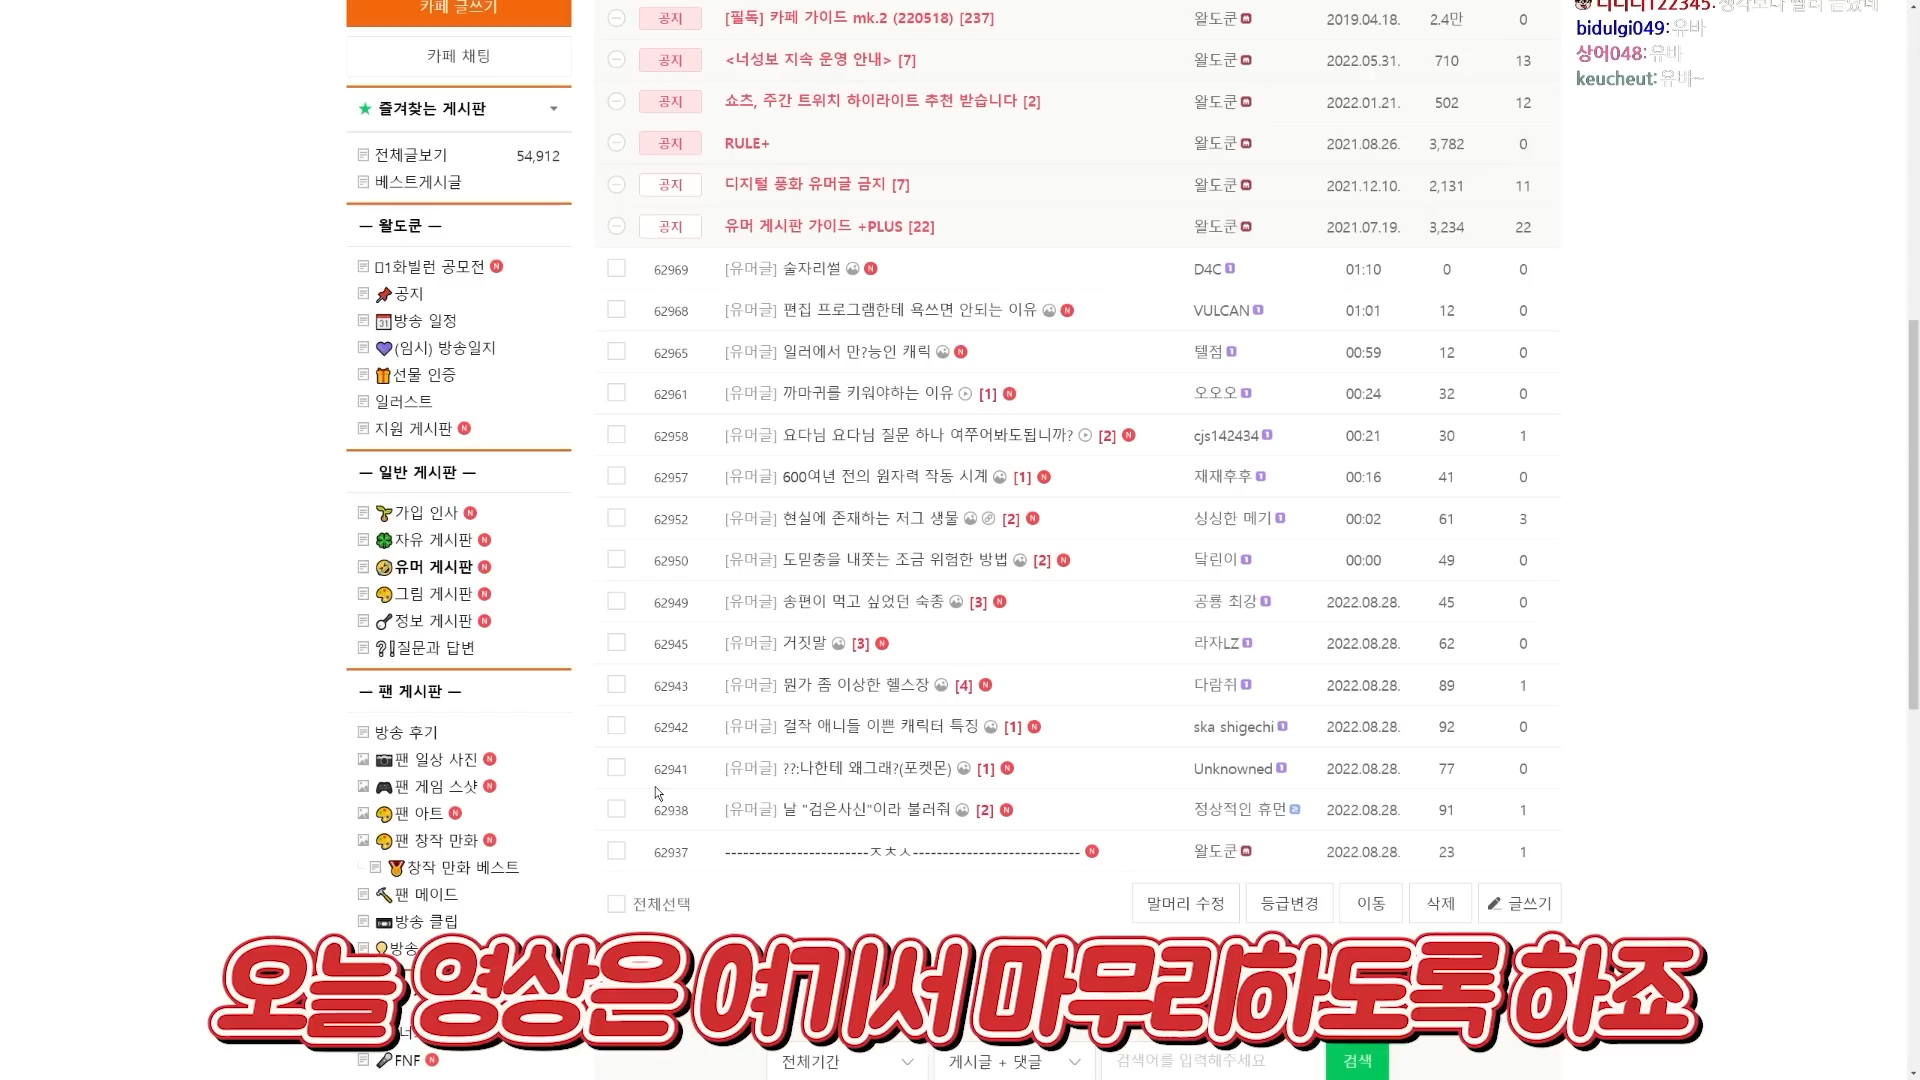 카페 글쓰기
카페 채팅
즐겨찾는 게시판
전체글보기 54,912
베스트게시글
— 왈도쿤 —
1화빌런 공모전 N
공지
방송 일정
(임시) 방송일지
선물 인증
일러스트
지원 게시판 N
— 일반 게시판 —
가입 인사 N
자유 게시판 N
유머 게시판 N
그림 게시판 N
정보 게시판 N
?!질문과 답변
— 팬 게시판 —
방송 후기
팬 일상 사진 N
팬 게임 스샷 N
팬 아트 N
팬 창작 만화 N
창작 만화 베스트
팬 메이드
방송 클립
방송
FNF N
공지 [필독] 카페 가이드 mk.2 (220518) [237] 왈도쿤 2019.04.18. 2.4만 0
공지 <너성보 지속 운영 안내> [7] 왈도쿤 2022.05.31. 710 13
공지 쇼츠, 주간 트위치 하이라이트 추천 받습니다 [2] 왈도쿤 2022.01.21. 502 12
공지 RULE+ 왈도쿤 2021.08.26. 3,782 0
공지 디지털 풍화 유머글 금지 [7] 왈도쿤 2021.12.10. 2,131 11
공지 유머 게시판 가이드 +PLUS [22] 왈도쿤 2021.07.19. 3,234 22
62969 [유머글] 술자리썰 N D4C 1 01:10 0 0
62968 [유머글] 편집 프로그램한테 욕쓰면 안되는 이유 N VULCAN 1 01:01 12 0
62965 [유머글] 일러에서 만?능인 캐릭 N 텔점 1 00:59 12 0
62961 [유머글] 까마귀를 키워야하는 이유 [1] N 오오오 1 00:24 32 0
62958 [유머글] 요다님 요다님 질문 하나 여쭈어봐도됩니까? [2] N cjs142434 1 00:21 30 1
62957 [유머글] 600여년 전의 원자력 작동 시계 [1] N 재재후후 1 00:16 41 0
62952 [유머글] 현실에 존재하는 저그 생물 [2] N 싱싱한 메기 1 00:02 61 3
62950 [유머글] 도믿충을 내쫓는 조금 위험한 방법 [2] N 닥린이 1 00:00 49 0
62949 [유머글] 송편이 먹고 싶었던 숙종 [3] N 공룡 최강 1 2022.08.28. 45 0
62945 [유머글] 거짓말 [3] N 라자LZ 1 2022.08.28. 62 0
62943 [유머글] 뭔가 좀 이상한 헬스장 [4] N 다람쥐 1 2022.08.28. 89 1
62942 [유머글] 걸작 애니들 이쁜 캐릭터 특징 [1] N ska shigechi 1 2022.08.28. 92 0
62941 [유머글] ??:나한테 왜그래?(포켓몬) [1] N Unknowned 1 2022.08.28. 77 0
62938 [유머글] 날 "검은사신"이라 불러줘 [2] N 정상적인 휴먼 2 2022.08.28. 91 1
62937 ------------------------ㅈㅊㅅ---------------------------- N 왈도쿤 2022.08.28. 23 1
전체선택 말머리 수정 등급변경 이동 삭제 글쓰기
오늘 영상은 여기서 마무리하도록 하죠
전체기간 게시글 + 댓글 검색어를 입력해주세요 검색
bidulgi049: 유바
상어048: 유바
keucheut: 유바~